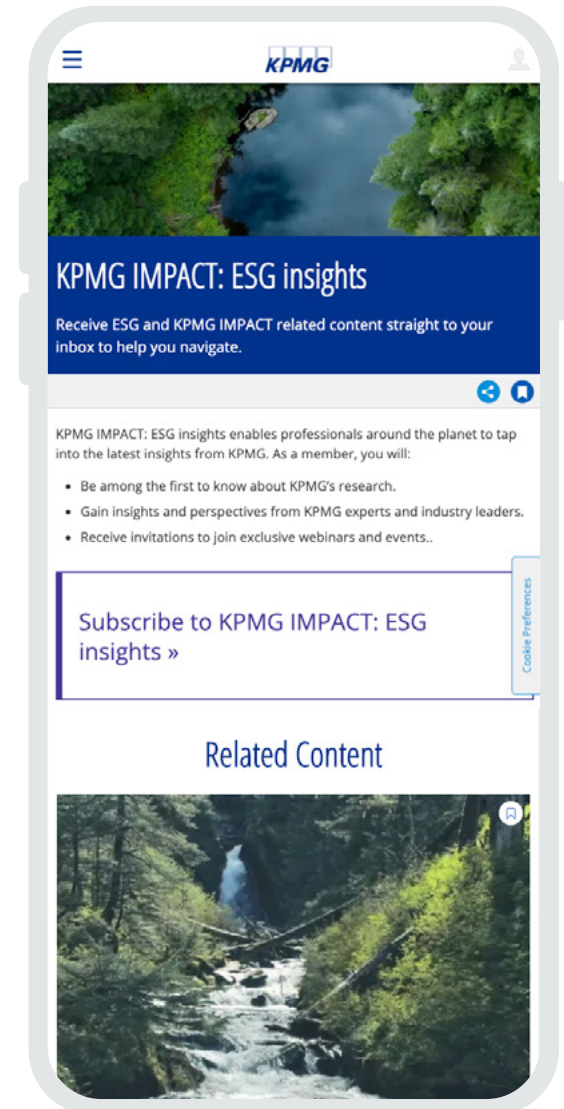 KPMG
KPMG IMPACT: ESG insights
Receive ESG and KPMG IMPACT related content straight to your
inbox to help you navigate.
KPMG IMPACT: ESG insights enables professionals around the planet to tap
into the latest insights from KPMG. As a member, you will:
• Be among the first to know about KPMG's research.
• Gain insights and perspectives from KPMG experts and industry leaders.
• Receive invitations to join exclusive webinars and events..
Cookie Preferences
Subscribe to KPMG IMPACT: ESG
insights »
Related Content